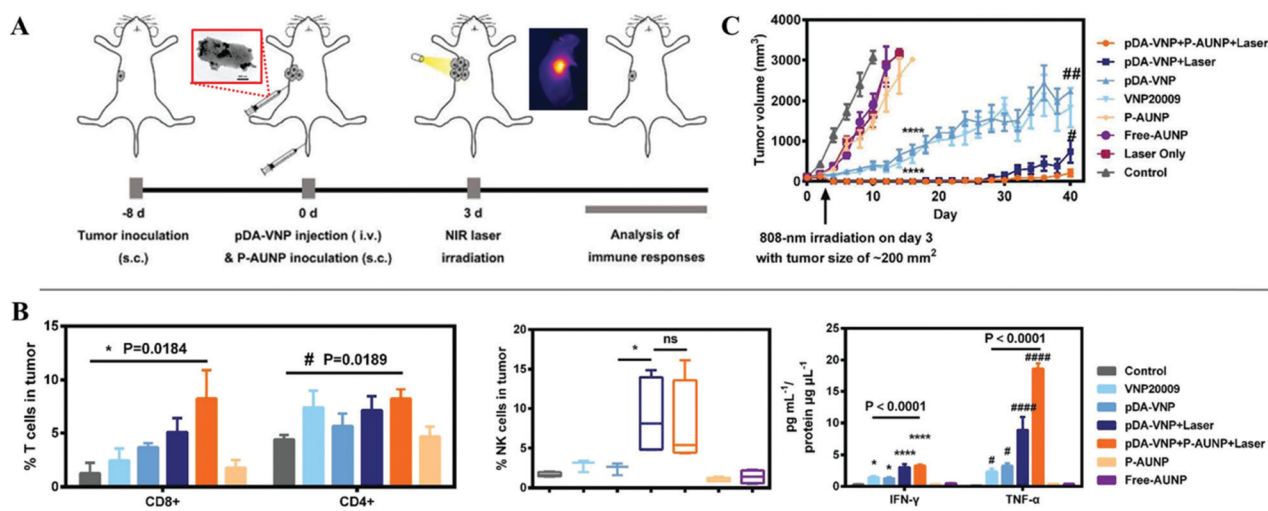 A
-8 d
0 d
3 d
Tumor inoculation
(s.c.)
pDA-VNP injection ( i.v.)
& P-AUNP inoculation (s.c.)
NIR laser
irradiation
Analysis of
immune responses
C
Tumor volume (mm³)
4000
3000
2000
1000
0
0
10
20
30
40
Day
****
****
##
#
808-nm irradiation on day 3
with tumor size of ~200 mm²
pDA-VNP+P-AUNP+Laser
pDA-VNP+Laser
pDA-VNP
VNP20009
P-AUNP
Free-AUNP
Laser Only
Control
B
% T cells in tumor
15
10
5
0
* P=0.0184
# P=0.0189
CD8+
CD4+
% NK cells in tumor
20
15
10
5
0
*
ns
pg mL⁻¹/
protein µg µL⁻¹
25
20
15
10
5
0
P < 0.0001
P < 0.0001
*
*
****
****
#
#
####
####
IFN-γ
TNF-α
Control
VNP20009
pDA-VNP
pDA-VNP+Laser
pDA-VNP+P-AUNP+Laser
P-AUNP
Free-AUNP